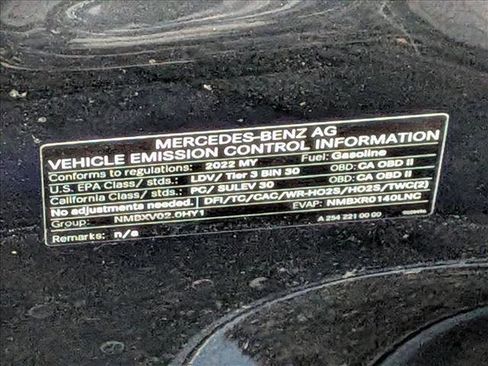 MERCEDES-BENZ AG
VEHICLE EMISSION CONTROL INFORMATION
Conforms to regulations: 2022 MY Fuel: Gasoline
U.S. EPA Class / stds.: LDV/ Tier 3 BIN 30 OBD: CA OBD II
California Class / stds.: PC/ SULEV 30 OBD: CA OBD II
No adjustments needed. DFI/TC/CAC/WR-HO2S/HO2S/TWC(2)
Group: NMBXV02.0HY1 EVAP: NMBXR0140LNC
Remarks: n/a A 254 221 00 00